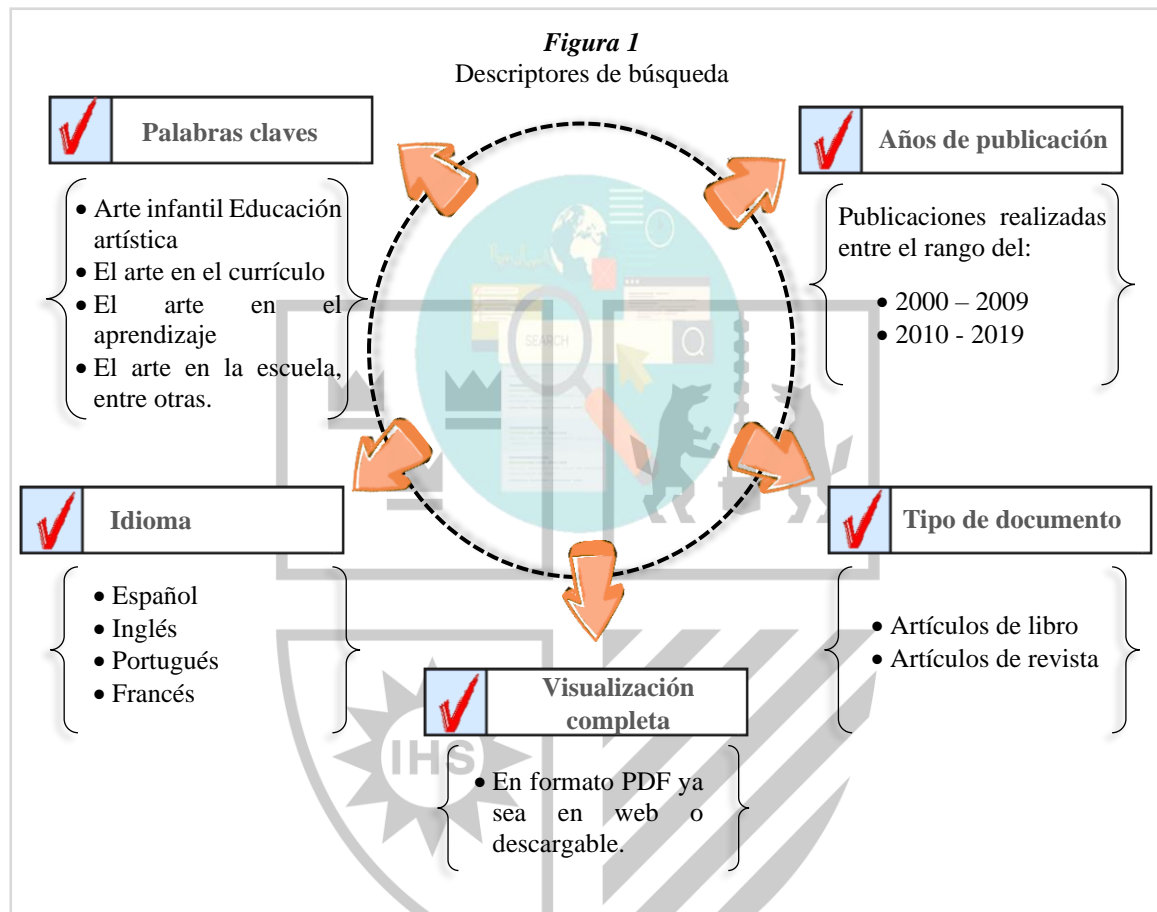 Figura 1
Descriptores de búsqueda
Palabras claves
• Arte infantil Educación
artística
• El arte en el currículo
• El arte en el
aprendizaje
• El arte en la escuela,
entre otras.
Años de publicación
Publicaciones realizadas
entre el rango del:
• 2000 – 2009
• 2010 - 2019
SEARCH
Idioma
• Español
• Inglés
• Portugués
• Francés
Tipo de documento
• Artículos de libro
• Artículos de revista
Visualización
completa
• En formato PDF ya
sea en web o
descargable.
IHS